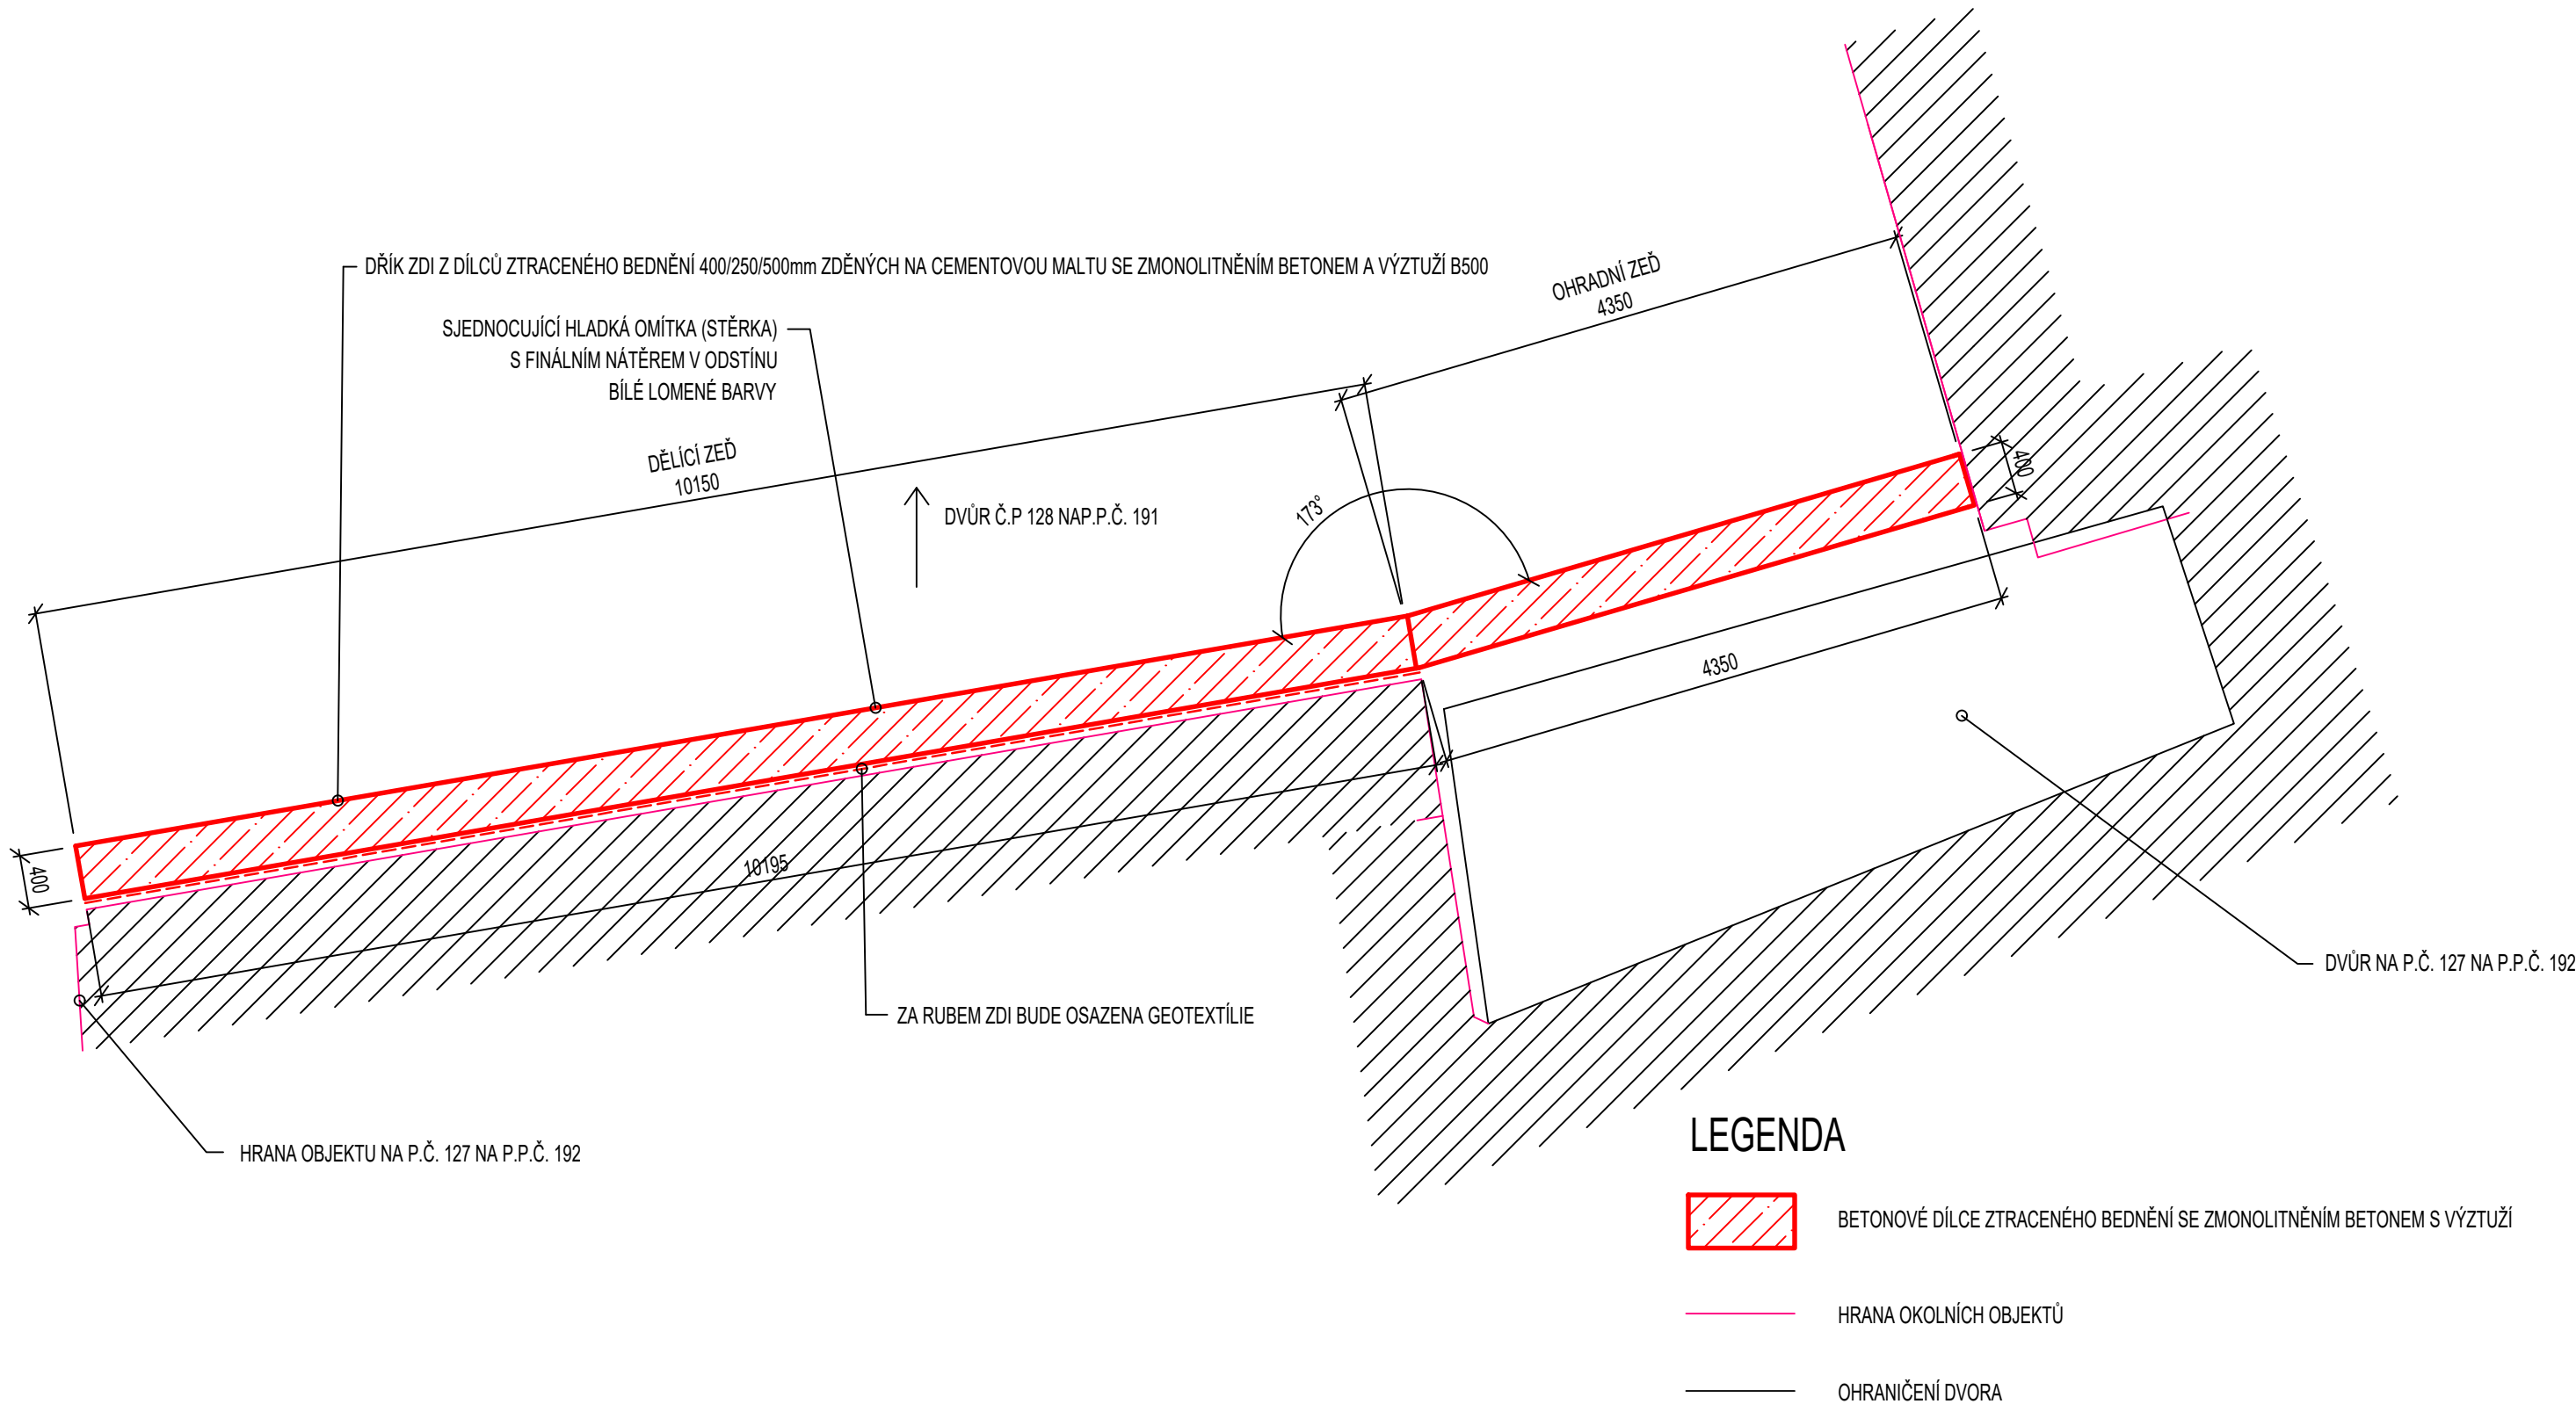 DŘÍK ZDI Z DÍLCŮ ZTRACENÉHO BEDNĚNÍ 400/250/500mm ZDĚNÝCH NA CEMENTOVOU MALTU SE ZMONOLITNĚNÍM BETONEM A VÝZTUŽÍ B500
SJEDNOCUJÍCÍ HLADKÁ OMÍTKA (STĚRKA)
S FINÁLNÍM NÁTĚREM V ODSTÍNU
BÍLÉ LOMENÉ BARVY
OHRADNÍ ZEĎ
4350
DĚLÍCÍ ZEĎ
10150
400
DVŮR Č.P 128 NAP.P.Č. 191
173°
4350
400
10195
DVŮR NA P.Č. 127 NA P.P.Č. 192
ZA RUBEM ZDI BUDE OSAZENA GEOTEXTÍLIE
HRANA OBJEKTU NA P.Č. 127 NA P.P.Č. 192
LEGENDA
BETONOVÉ DÍLCE ZTRACENÉHO BEDNĚNÍ SE ZMONOLITNĚNÍM BETONEM S VÝZTUŽÍ
HRANA OKOLNÍCH OBJEKTŮ
OHRANIČENÍ DVORA